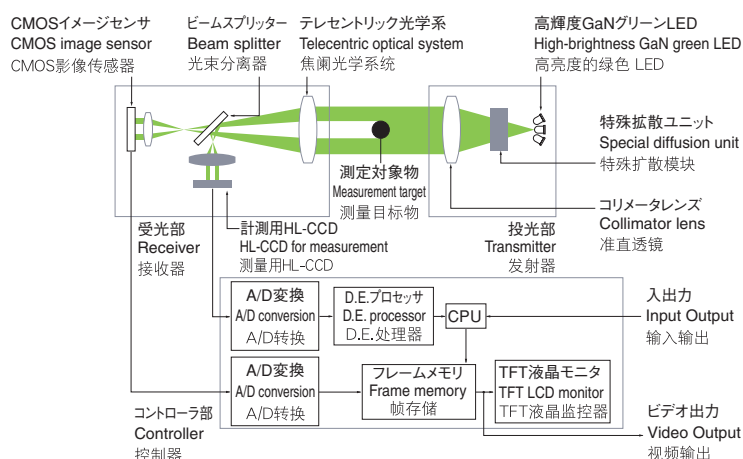 CMOSイメージセンサ
CMOS image sensor
CMOS影像传感器
ビームスプリッター
Beam splitter
光束分离器
テレセントリック光学系
Telecentric optical system
焦阑光学系统
高輝度GaNグリーンLED
High-brightness GaN green LED
高亮度的绿色 LED
特殊拡散ユニット
Special diffusion unit
特殊扩散模块
測定対象物
Measurement target
测量目标物
コリメータレンズ
Collimator lens
准直透镜
受光部
Receiver
接收器
計測用HL-CCD
HL-CCD for measurement
测量用HL-CCD
投光部
Transmitter
发射器
A/D変換
A/D conversion
A/D转换
D.E.プロセッサ
D.E. processor
D.E.处理器
CPU
入出力
Input Output
输入输出
A/D変換
A/D conversion
A/D转换
フレームメモリ
Frame memory
帧存储
TFT液晶モニタ
TFT LCD monitor
TFT液晶监控器
コントローラ部
Controller
控制器
ビデオ出力
Video Output
视频输出